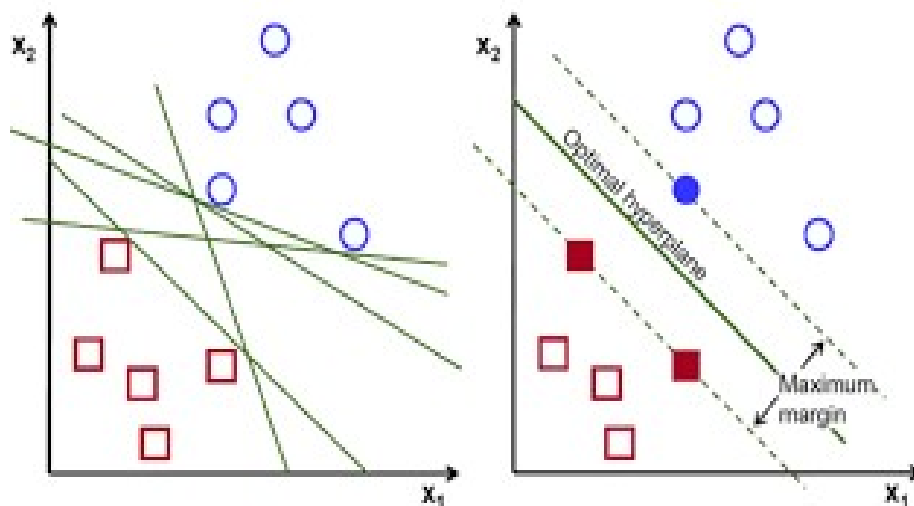 X₂
X₁
X₂
Optimal hyperplane
Maximum
margin
X₁